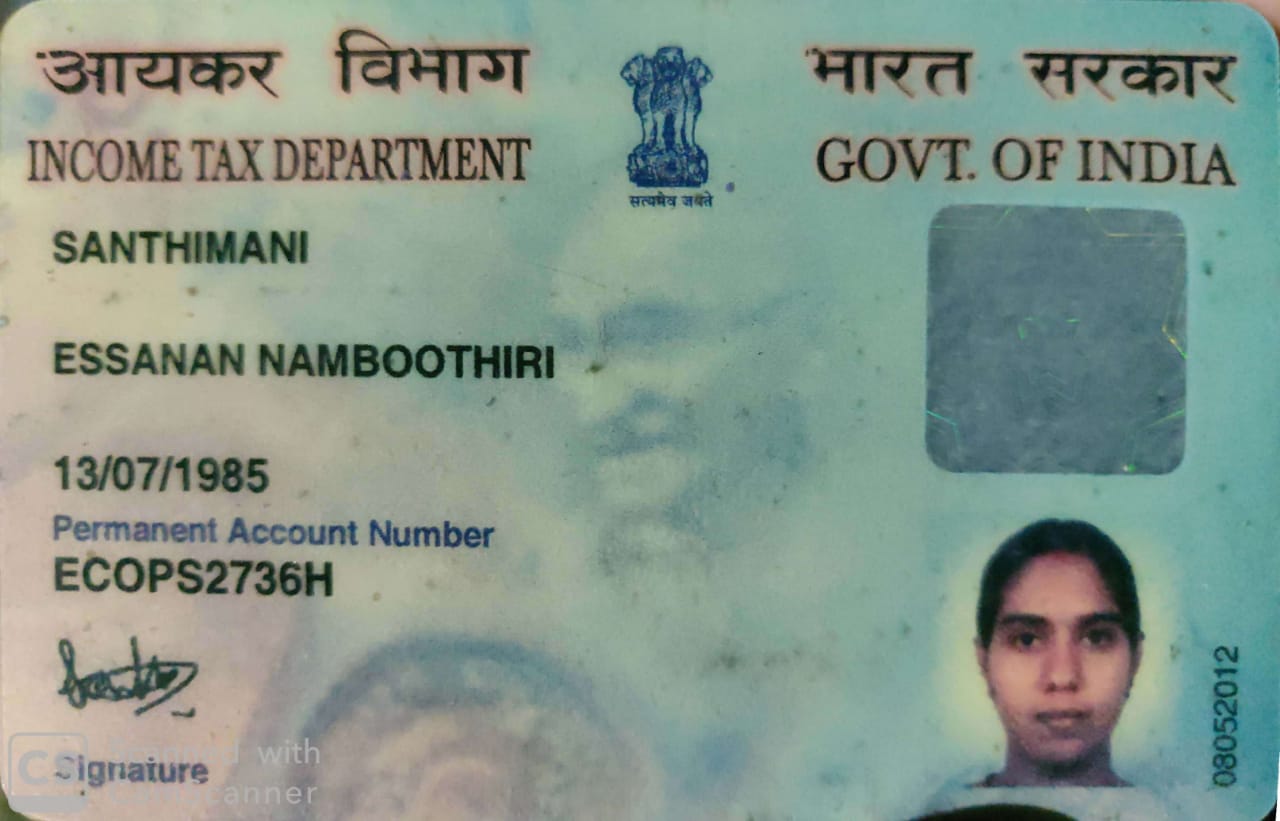 आयकर विभाग
INCOME TAX DEPARTMENT
सत्यमेव जयते
भारत सरकार
GOVT. OF INDIA
SANTHIMANI
ESSANAN NAMBOOTHIRI
13/07/1985
Permanent Account Number
ECOPS2736H
Signature
08052012
CS
Scanned with
CamScanner